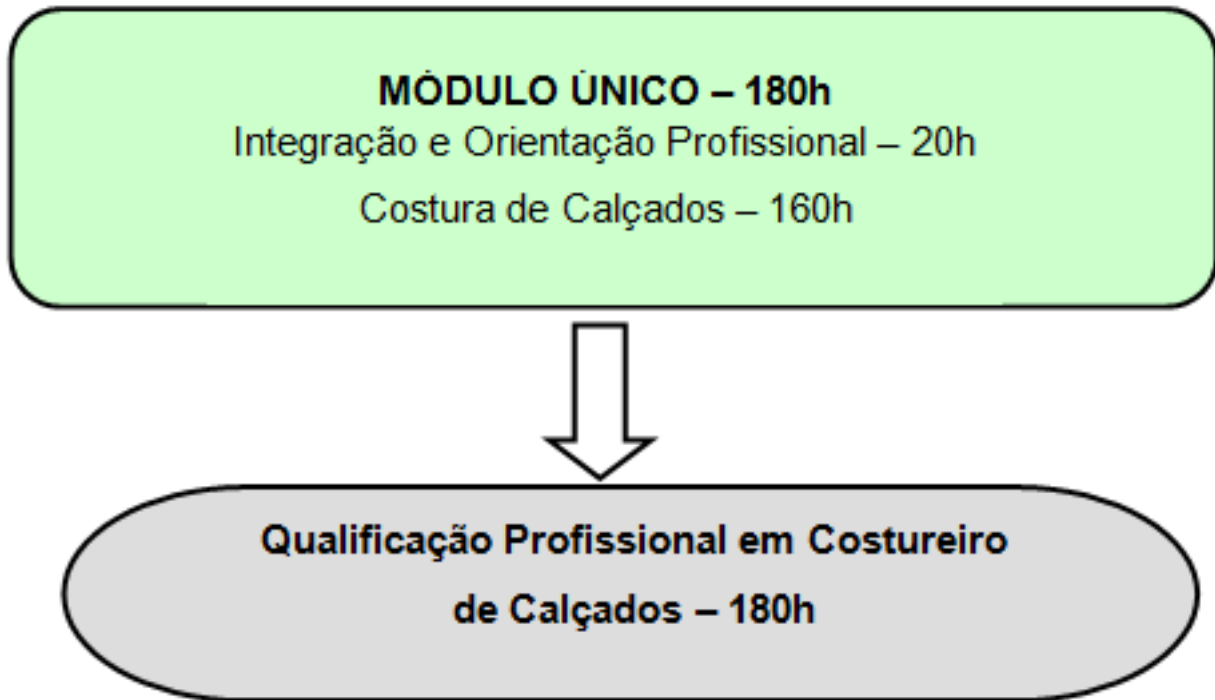 MÓDULO ÚNICO – 180h
Integração e Orientação Profissional – 20h
Costura de Calçados – 160h
Qualificação Profissional em Costureiro
de Calçados – 180h